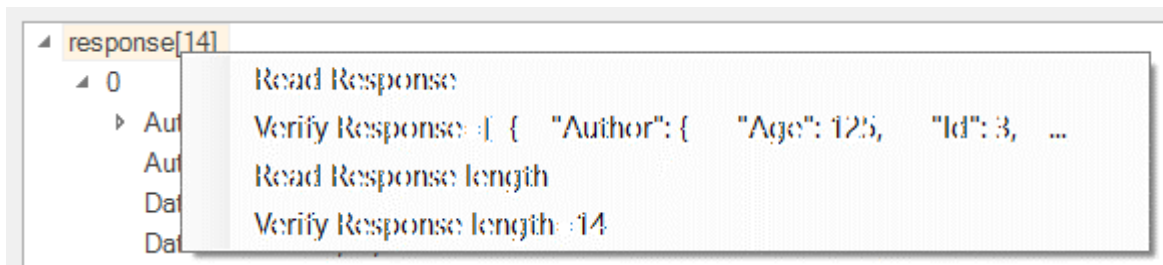 response[14]
0
Read Response
Aut
Verify Response =[ { "Author": { "Age": 125, "Id": 3, ...
Aut
Read Response length
Dat
Verify Response length =14
Dat